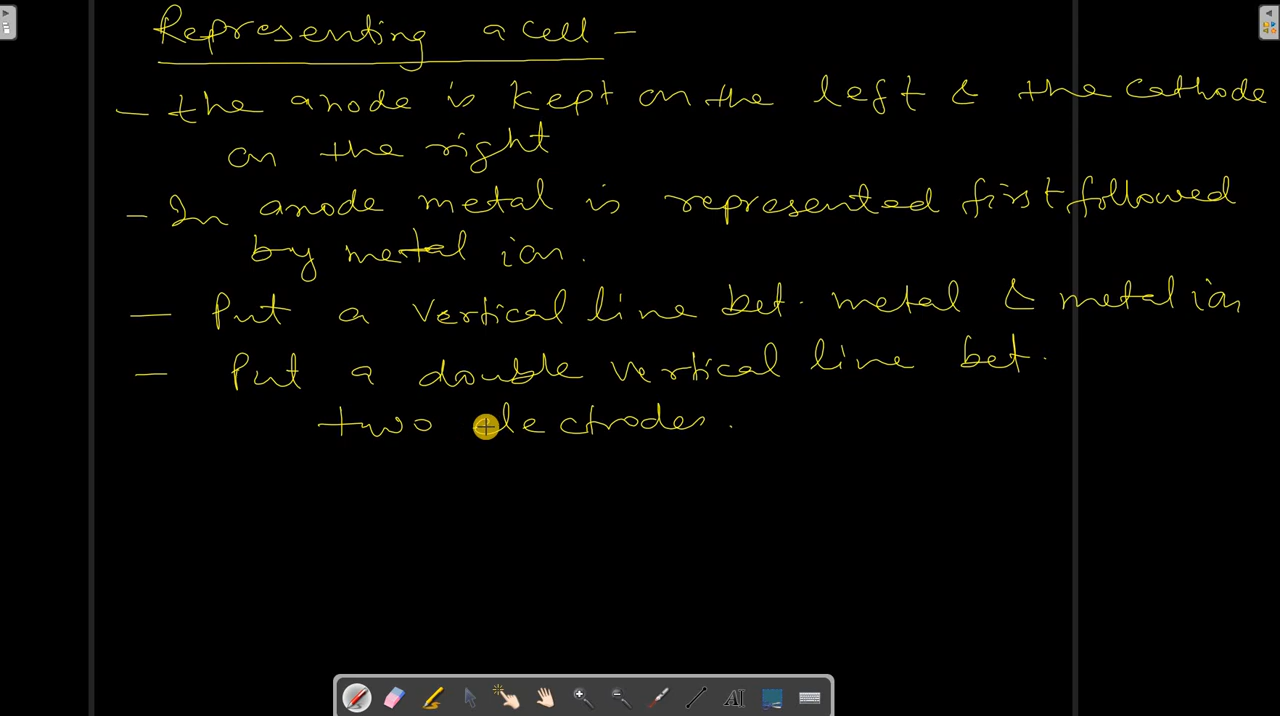 Representing a cell -
- the anode is kept on the left & the cathode
on the right
- In anode metal is represented first followed
by metal ion.
- Put a vertical line bet. metal & metal ion
- Put a double vertical line bet.
two electrodes.
AI